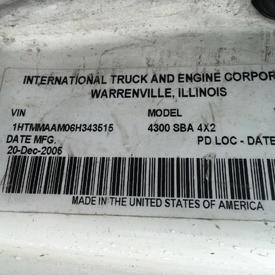 INTERNATIONAL TRUCK AND ENGINE CORPOR
WARRENVILLE, ILLINOIS
VIN MODEL
1HTMMAAM06H343515 4300 SBA 4X2
DATE MFG. PD LOC - DATE
20-Dec-2005
MADE IN THE UNITED STATES OF AMERICA